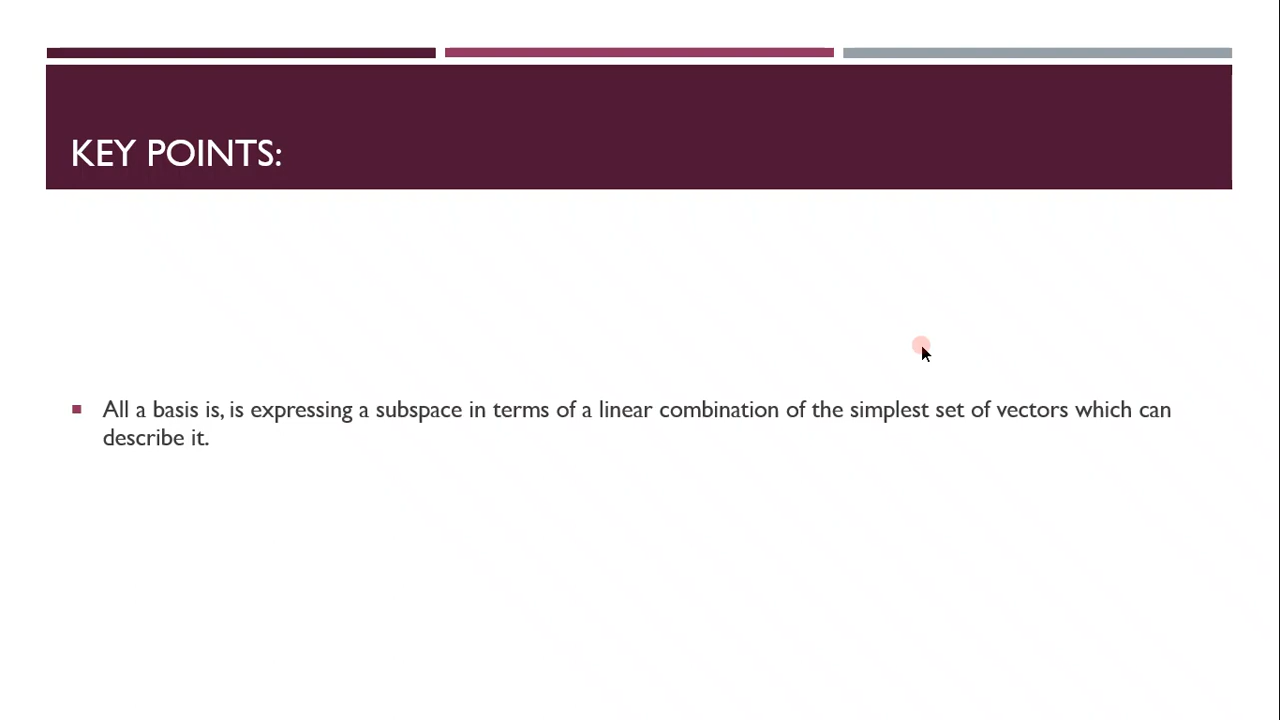 KEY POINTS:
All a basis is, is expressing a subspace in terms of a linear combination of the simplest set of vectors which can
describe it.